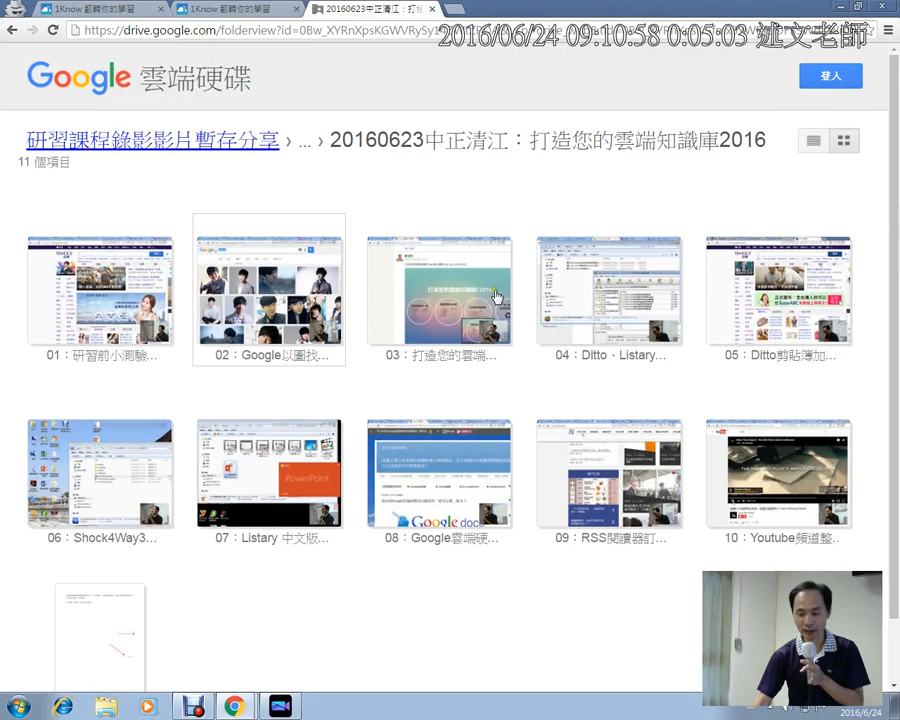 1Know 翻轉你的學習
1Know 翻轉你的學習
20160623中正清江：打
https://drive.google.com/folderview?id=0Bw_XYRnXpsKGWVRySy1
2016/06/24 09:10:58 0:05:03 述文老師
Google 雲端硬碟
登入
研習課程錄影影片暫存分享 › ... › 20160623中正清江：打造您的雲端知識庫2016
11 個項目
01：研習前小測驗...
02：Google以圖找...
03：打造您的雲端...
04：Ditto、Listary...
05：Ditto剪貼簿加...
PowerPoint
Google docs
06：Shock4Way3...
07：Listary 中文版...
08：Google雲端硬...
09：RSS閱讀器訂...
10：Youtube頻道整...
2016/6/24